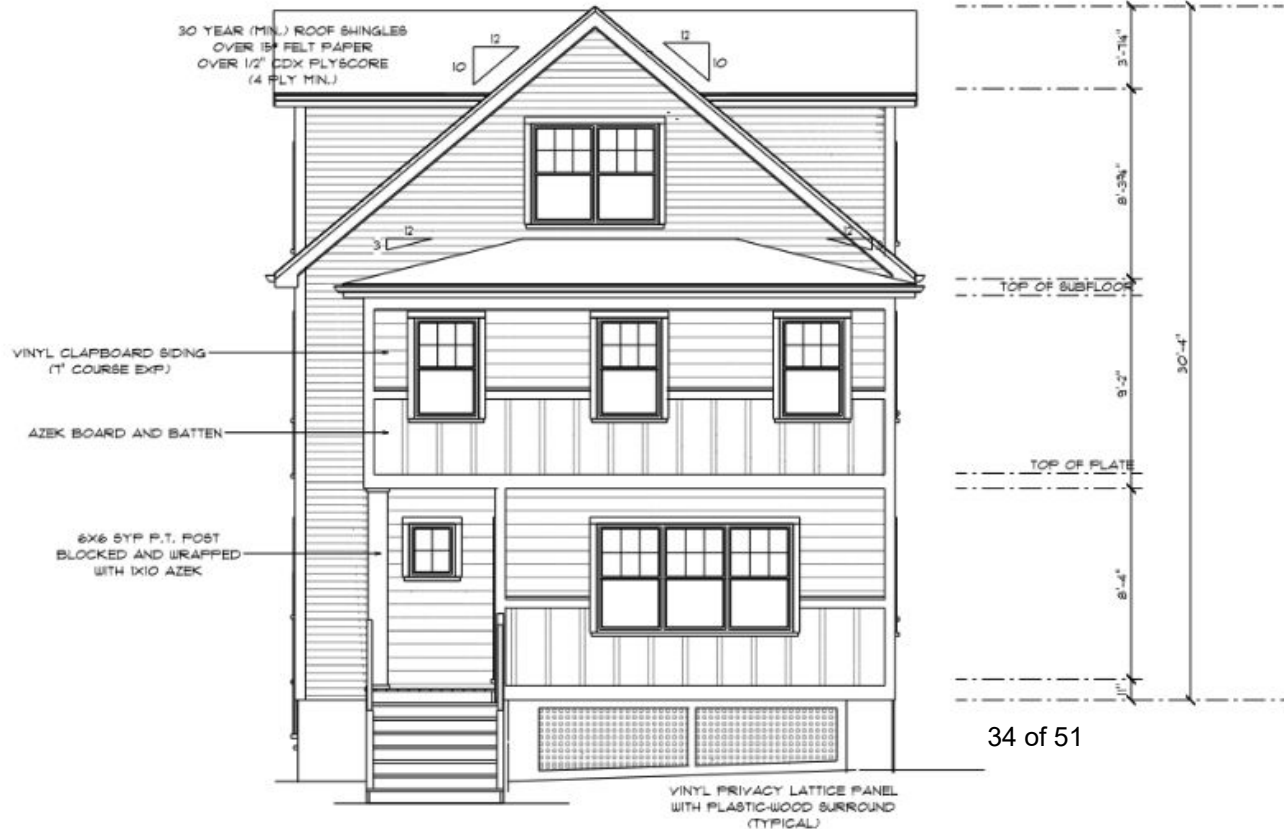 30 YEAR (MIN.) ROOF SHINGLES
OVER 15# FELT PAPER
OVER 1/2" CDX PLYSCORE
(4 PLY MIN.)
12
10
12
10
3'-7¼"
8'-3¾"
3
12
12
TOP OF SUBFLOOR
VINYL CLAPBOARD SIDING
(7" COURSE EXP)
9'-2"
30'-4"
AZEK BOARD AND BATTEN
TOP OF PLATE
6X6 SYP P.T. POST
BLOCKED AND WRAPPED
WITH 1X10 AZEK
8'-4"
11"
34 of 51
VINYL PRIVACY LATTICE PANEL
WITH PLASTIC-WOOD SURROUND
(TYPICAL)